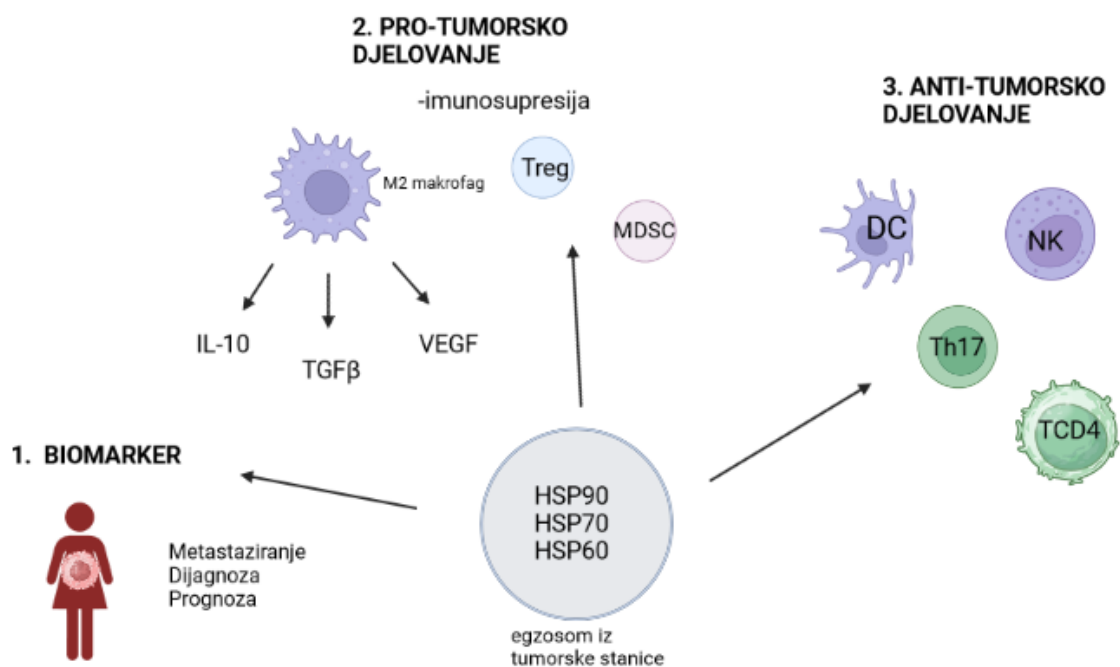 2. PRO-TUMORSKO
DJELOVANJE
-imunosupresija
M2 makrofag
Treg
MDSC
IL-10
TGFβ
VEGF
3. ANTI-TUMORSKO
DJELOVANJE
DC
NK
Th17
TCD4
1. BIOMARKER
Metastaziranje
Dijagnoza
Prognoza
HSP90
HSP70
HSP60
egzosom iz
tumorske stanice